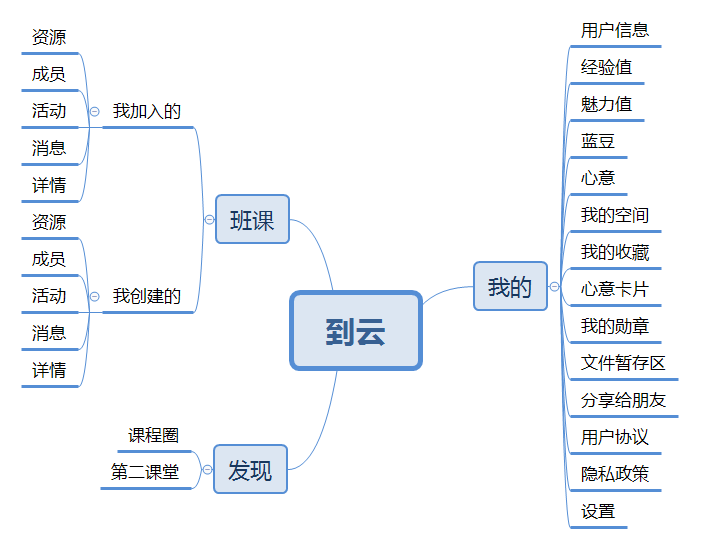 到云
班课
我加入的
资源
成员
活动
消息
详情
我创建的
资源
成员
活动
消息
详情
发现
课程圈
第二课堂
我的
用户信息
经验值
魅力值
蓝豆
心意
我的空间
我的收藏
心意卡片
我的勋章
文件暂存区
分享给朋友
用户协议
隐私政策
设置